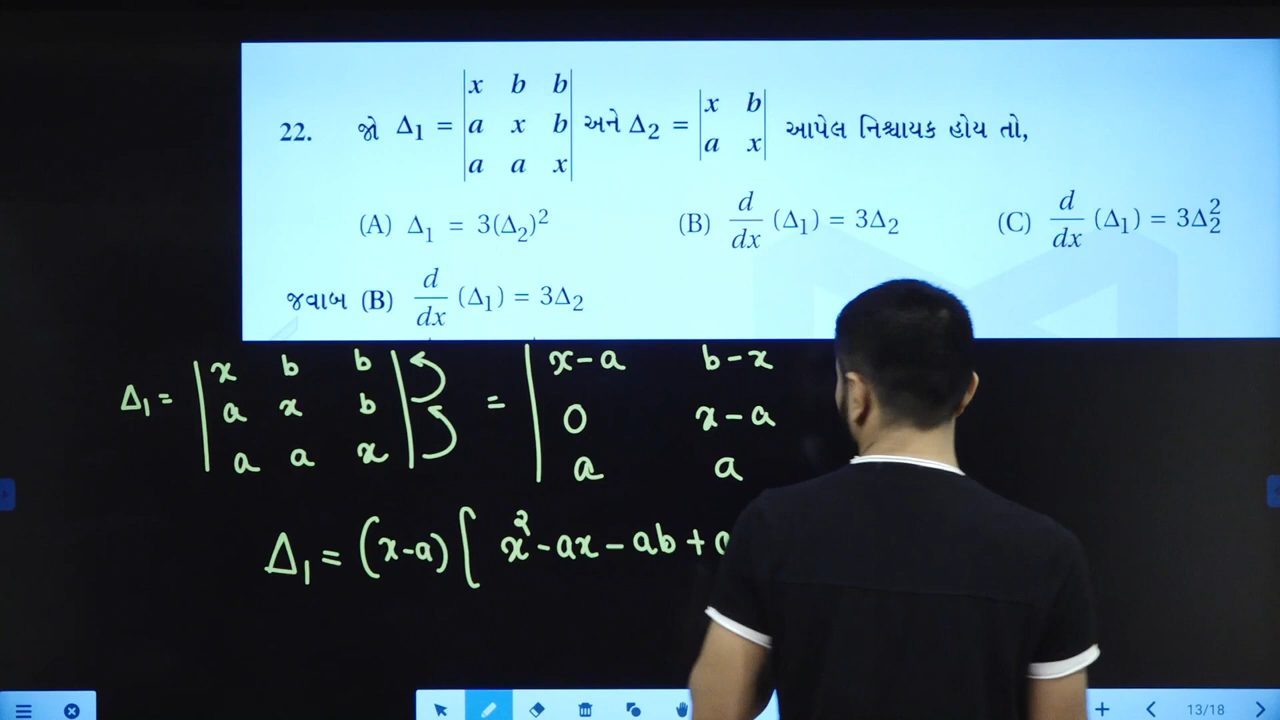 22. જો Δ₁ = |x b b; a x b; a a x| અને Δ₂ = |x b; a x| આપેલ નિશ્ચાયક હોય તો,
(A) Δ₁ = 3(Δ₂)² (B) d/dx (Δ₁) = 3Δ₂ (C) d/dx (Δ₁) = 3Δ₂²
જવાબ (B) d/dx (Δ₁) = 3Δ₂
Δ₁ = |x b b; a x b; a a x| = |x-a b-x; 0 x-a; a a
Δ₁ = (x-a) [ x² - ax - ab +
13/18